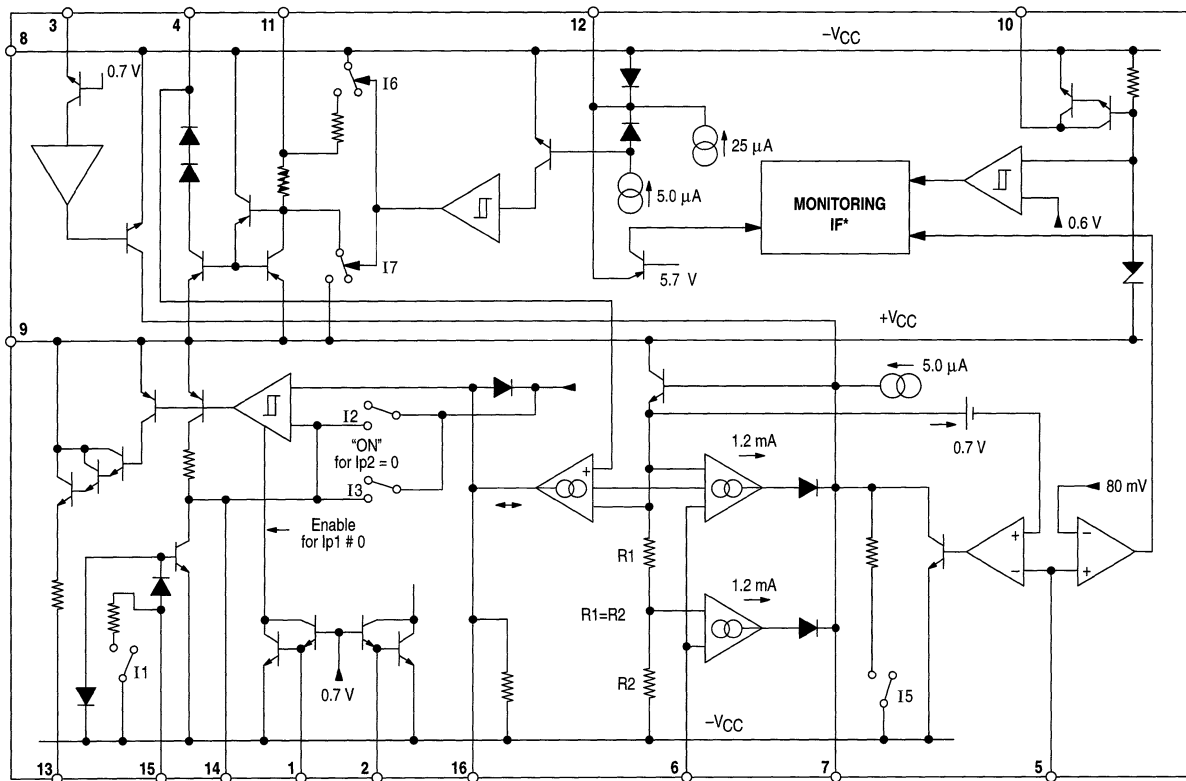 3
4
11
12
10
8
–VCC
0.7 V
I6
25 µA
5.0 µA
MONITORING
IF*
0.6 V
I7
5.7 V
9
+VCC
5.0 µA
I2
"ON"
for Ip2 = 0
1.2 mA
0.7 V
+
I3
80 mV
Enable
for Ip1 # 0
R1
+
–
–
+
1.2 mA
R1=R2
I1
0.7 V
R2
I5
–VCC
13
15
14
1
2
16
6
7
5